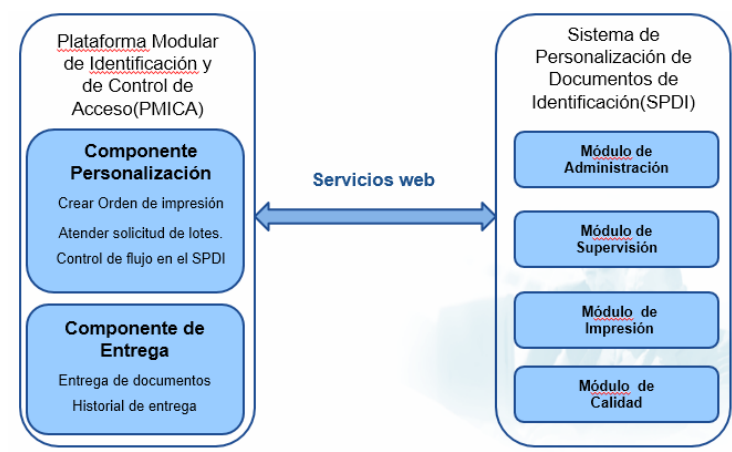 Plataforma Modular
de Identificación y
de Control de
Acceso(PMICA)
Componente
Personalización
Crear Orden de impresión
Atender solicitud de lotes.
Control de flujo en el SPDI
Componente de
Entrega
Entrega de documentos
Historial de entrega
Servicios web
Sistema de
Personalización de
Documentos de
Identificación(SPDI)
Módulo de
Administración
Módulo de
Supervisión
Módulo de
Impresión
Módulo de
Calidad